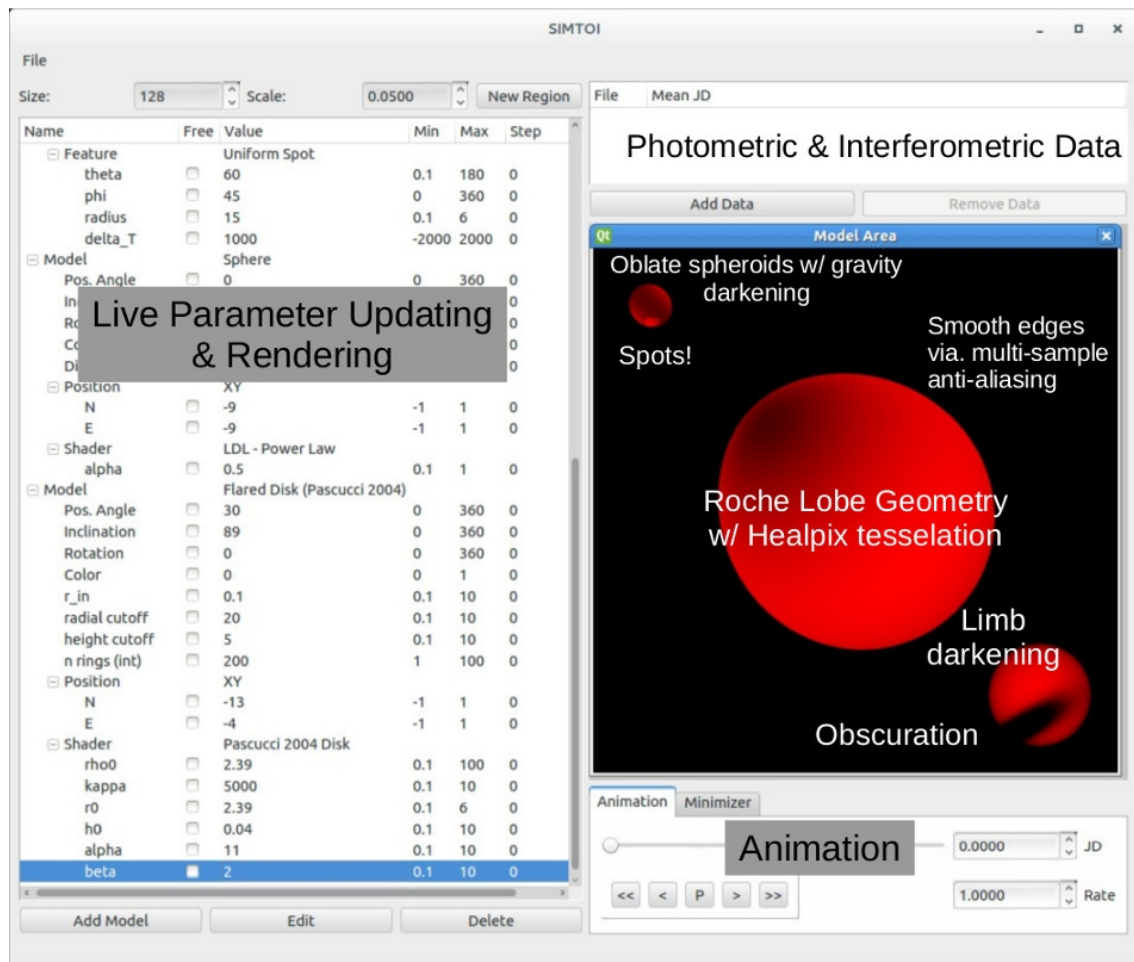 SIMTOI
File
Size: 128 Scale: 0.0500 New Region
Name Free Value Min Max Step
Feature Uniform Spot
theta 60 0.1 180 0
phi 45 0 360 0
radius 15 0.1 6 0
delta_T 1000 -2000 2000 0
Model Sphere
Pos. Angle 0 0 360 0
0
0
0
0
Live Parameter Updating
& Rendering
Position XY
N -9 -1 1 0
E -9 -1 1 0
Shader LDL - Power Law
alpha 0.5 0.1 1 0
Model Flared Disk (Pascucci 2004)
Pos. Angle 30 0 360 0
Inclination 89 0 360 0
Rotation 0 0 360 0
Color 0 0 1 0
r_in 0.1 0.1 10 0
radial cutoff 20 0.1 10 0
height cutoff 5 0.1 10 0
n rings (int) 200 1 100 0
Position XY
N -13 -1 1 0
E -4 -1 1 0
Shader Pascucci 2004 Disk
rho0 2.39 0.1 100 0
kappa 5000 0.1 10 0
r0 2.39 0.1 6 0
h0 0.04 0.1 10 0
alpha 11 0.1 10 0
beta 2 0.1 10 0
Add Model Edit Delete
File Mean JD
Photometric & Interferometric Data
Add Data Remove Data
Qt Model Area
Oblate spheroids w/ gravity
darkening
Spots!
Smooth edges
via. multi-sample
anti-aliasing
Roche Lobe Geometry
w/ Healpix tesselation
Limb
darkening
Obscuration
Animation Minimizer
Animation 0.0000 JD
<< < P > >> 1.0000 Rate